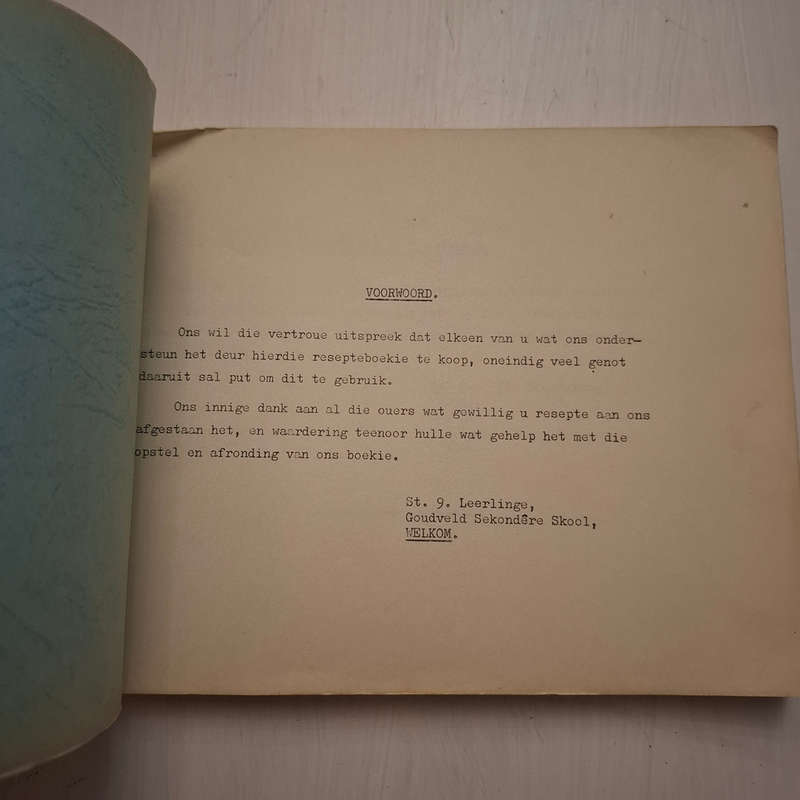 VOORWOORD.
Ons wil die vertroue uitspreek dat elkeen van u wat ons onder-
steun het deur hierdie resepteboekie te koop, oneindig veel genot
daaruit sal put om dit te gebruik.
Ons innige dank aan al die ouers wat gewillig u resepte aan ons
afgestaan het, en waardering teenoor hulle wat gehelp het met die
opstel en afronding van ons boekie.
St. 9. Leerlinge,
Goudveld Sekondêre Skool,
WELKOM.